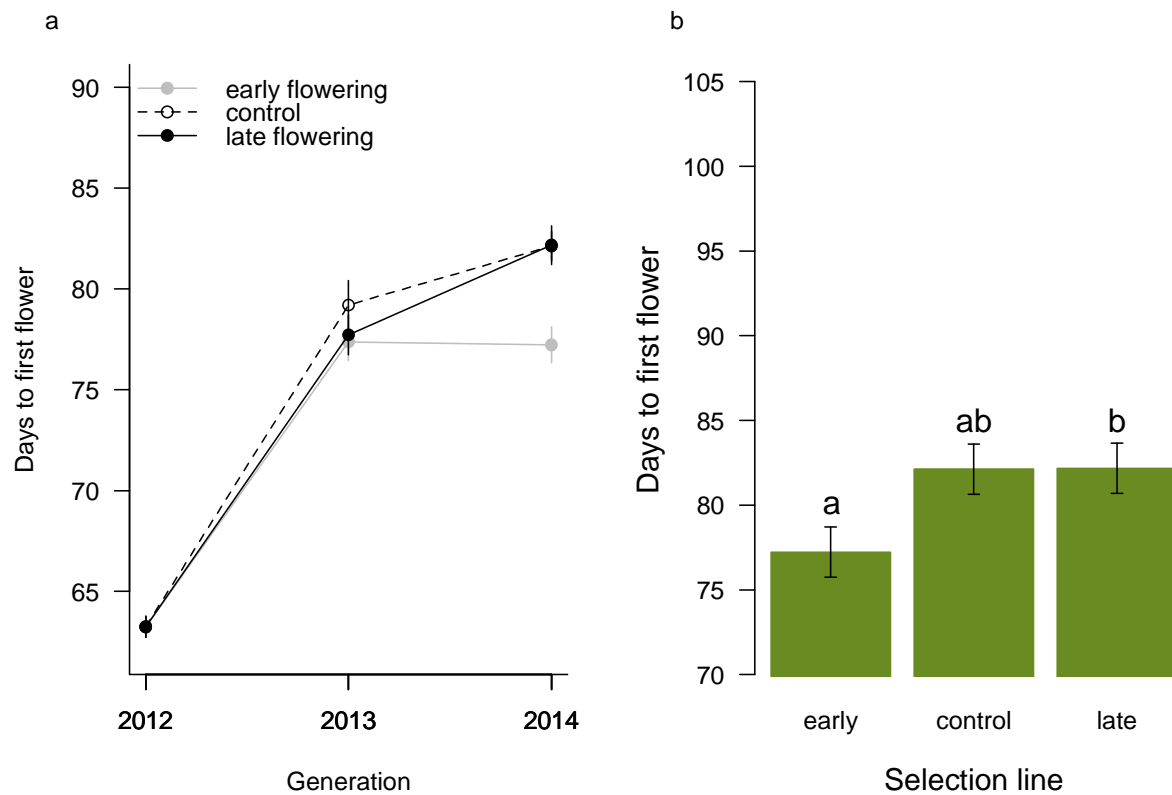 a
90
85
80
75
70
65
Days to first flower
early flowering
control
late flowering
2012 2013 2014
Generation
b
105
100
95
90
85
80
75
70
Days to first flower
a ab b
early control late
Selection line